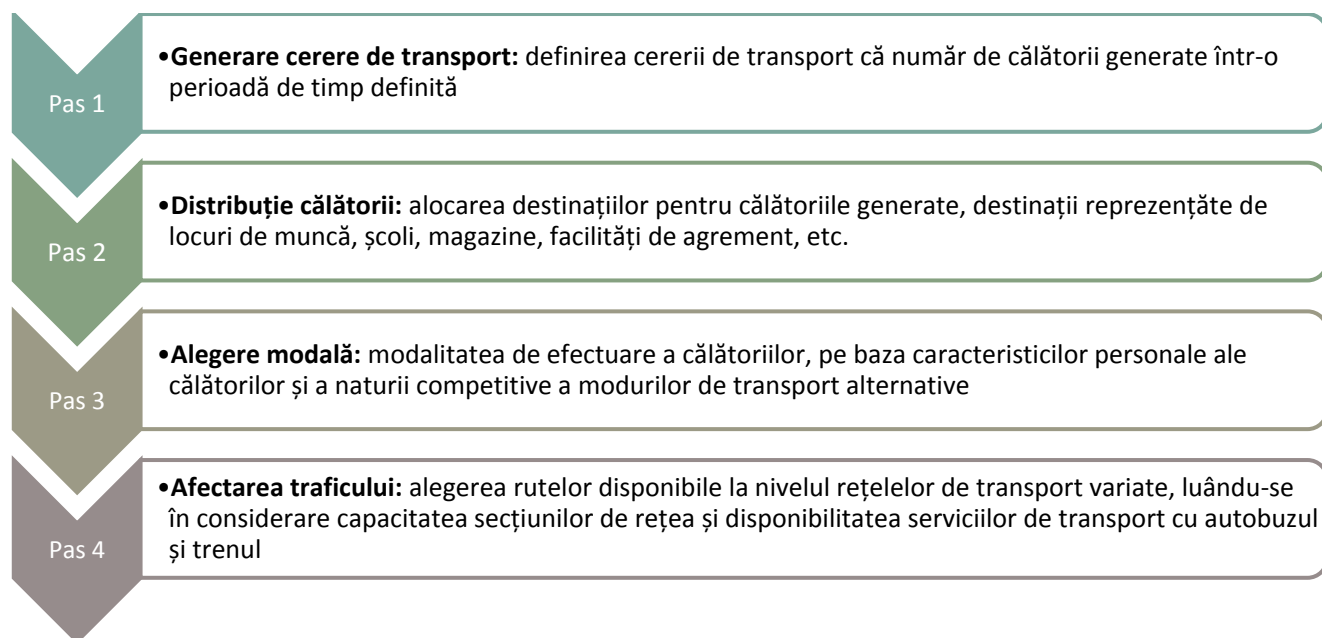 Pas 1
•Generare cerere de transport: definirea cererii de transport că număr de călătorii generate într-o
perioadă de timp definită
Pas 2
•Distribuție călătorii: alocarea destinațiilor pentru călătoriile generate, destinații reprezențăte de
locuri de muncă, școli, magazine, facilități de agrement, etc.
Pas 3
•Alegere modală: modalitatea de efectuare a călătoriilor, pe baza caracteristicilor personale ale
călătorilor și a naturii competitive a modurilor de transport alternative
Pas 4
•Afectarea traficului: alegerea rutelor disponibile la nivelul rețelelor de transport variate, luându-se
în considerare capacitatea secțiunilor de rețea și disponibilitatea serviciilor de transport cu autobuzul
și trenul